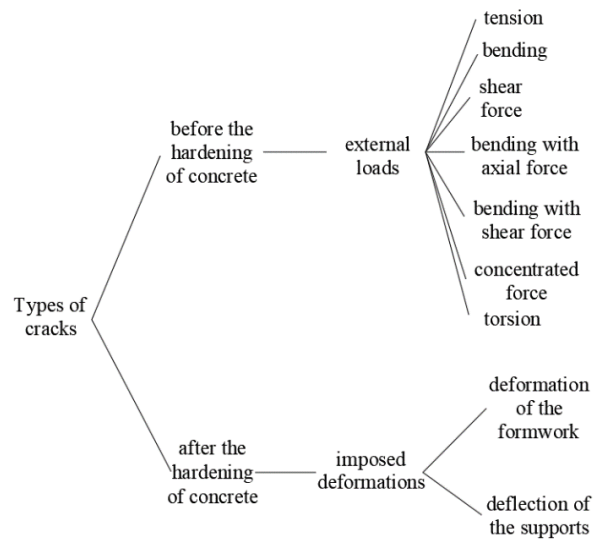 Types of
cracks
before the
hardening
of concrete
external
loads
tension
bending
shear
force
bending with
axial force
bending with
shear force
concentrated
force
torsion
after the
hardening
of concrete
imposed
deformations
deformation
of the
formwork
deflection of
the supports